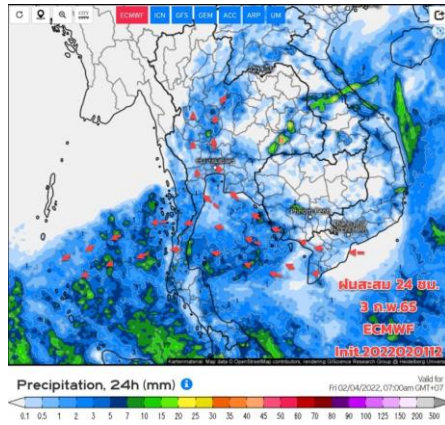 ECMWF ICN GFS GEM ACC ARP UM
Phnom Penh
ฝนสะสม 24 ชม.
3 ก.พ.65
ECMWF
Init.2022020112
Precipitation, 24h (mm)
Valid for
Fri 02/04/2022, 07:00am GMT+07
0.1 0.5 1 2 3 5 7 10 15 20 25 30 35 40 45 50 60 70 80 90 100 125 150 200 300